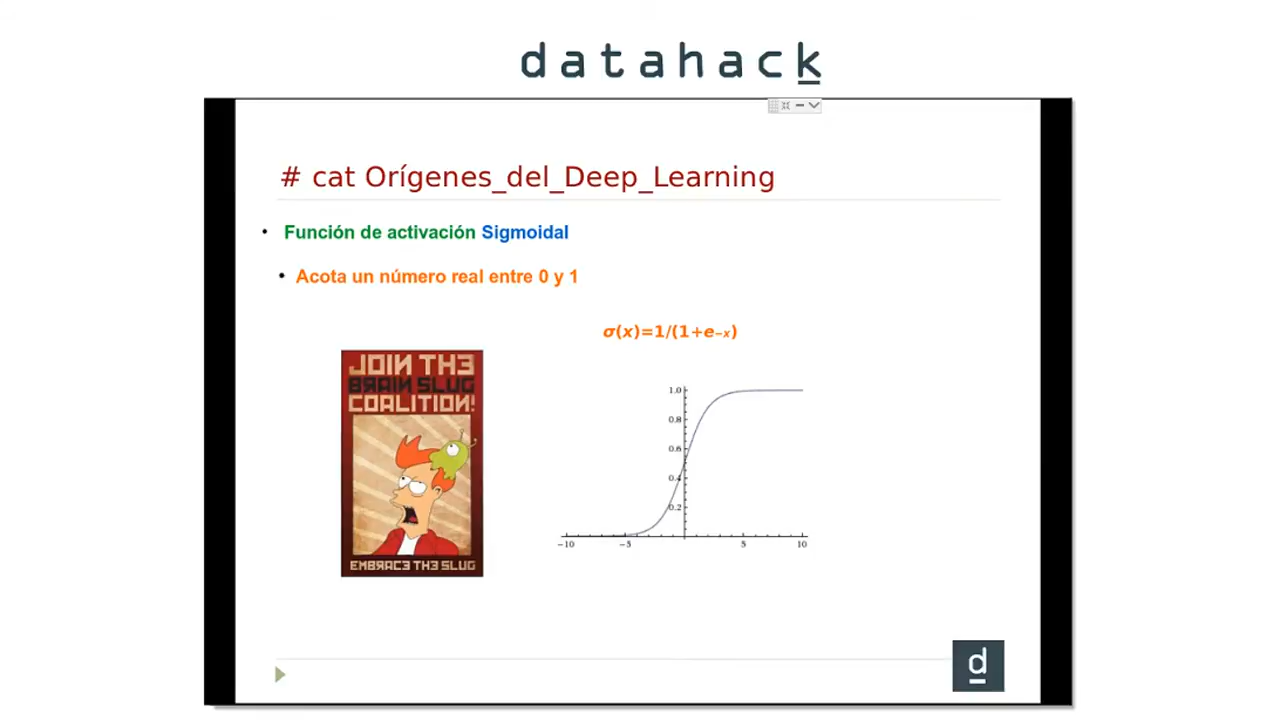 datahack
# cat Orígenes_del_Deep_Learning
• Función de activación Sigmoidal
• Acota un número real entre 0 y 1
σ(x)=1/(1+e−x)
JOIN THE
BRAIN SLUG
COALITION!
EMBRACE THE SLUG
1.0
0.8
0.6
0.4
0.2
−10 −5 5 10
d